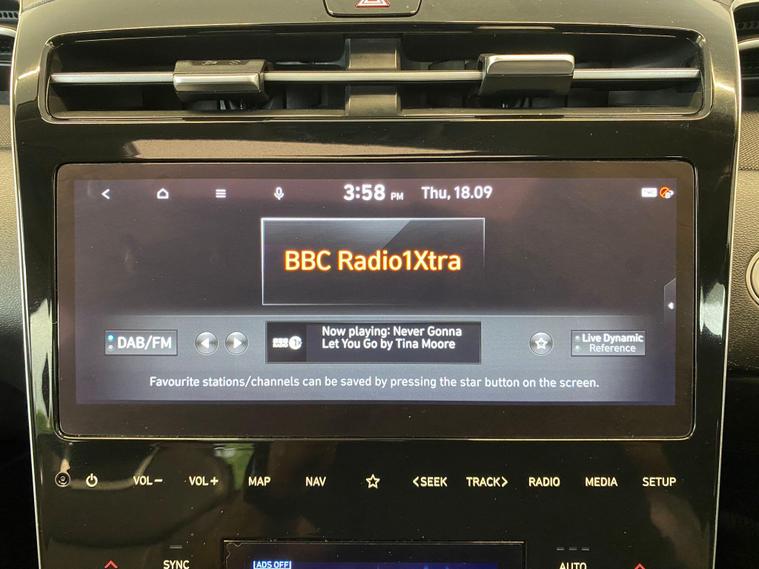 3:58 PM Thu, 18.09
BBC Radio1Xtra
DAB/FM
Now playing: Never Gonna
Let You Go by Tina Moore
Live Dynamic
Reference
Favourite stations/channels can be saved by pressing the star button on the screen.
VOL− VOL+ MAP NAV <SEEK TRACK> RADIO MEDIA SETUP
SYNC [ADS OFF] AUTO